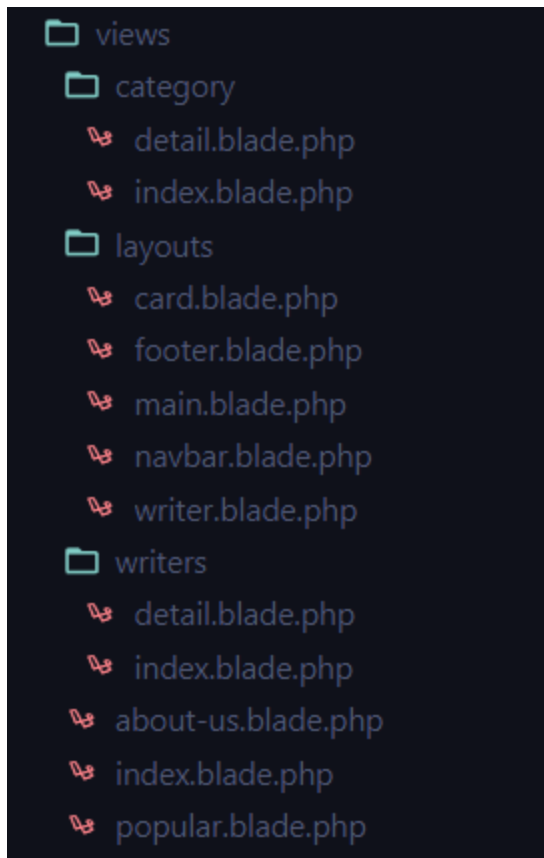 views
category
detail.blade.php
index.blade.php
layouts
card.blade.php
footer.blade.php
main.blade.php
navbar.blade.php
writer.blade.php
writers
detail.blade.php
index.blade.php
about-us.blade.php
index.blade.php
popular.blade.php